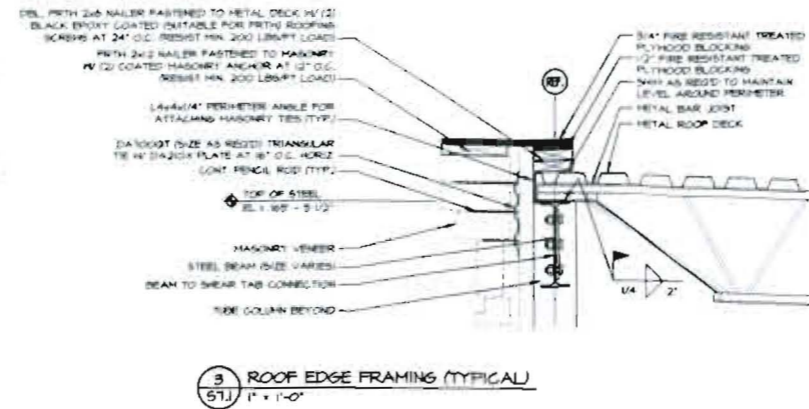 DBL. PRTH 2x6 NAILER FASTENED TO METAL DECK W/ (2)
BLACK EPOXY COATED (SUITABLE FOR PRTH) ROOFING
SCREWS AT 24" O.C. (RESIST MIN. 200 LBS/FT LOAD)
PRTH 2x12 NAILER FASTENED TO MASONRY
W/ (2) COATED MASONRY ANCHOR AT 12" O.C.
(RESIST MIN. 200 LBS/FT LOAD)
L4x4x1/4" PERIMETER ANGLE FOR
ATTACHING MASONRY TIES (TYP.)
(SIZE AS REQ'D) TRIANGULAR
TIE W/ PLATE AT 16" O.C. HORIZ
CONT. PENCIL ROD (TYP.)
TOP OF STEEL
MASONRY VENEER
STEEL BEAM (SIZE VARIES)
BEAM TO SHEAR TAB CONNECTION
TUBE COLUMN BEYOND
REF.
3/4" FIRE RESISTANT TREATED
PLYWOOD BLOCKING
1/2" FIRE RESISTANT TREATED
PLYWOOD BLOCKING
SHIM AS REQ'D TO MAINTAIN
LEVEL AROUND PERIMETER
METAL BAR JOIST
METAL ROOF DECK
1/4 2"
3 ROOF EDGE FRAMING (TYPICAL)
S7.1 1" = 1'-0"